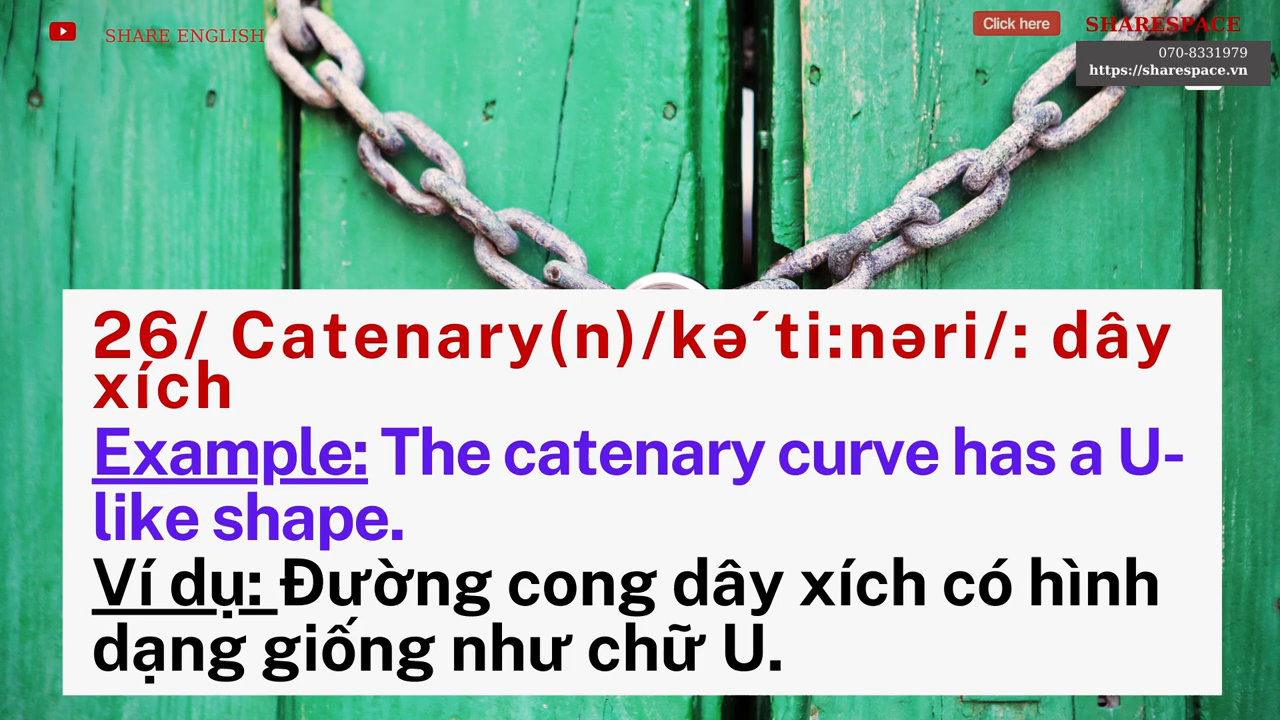 SHARE ENGLISH
Click here
SHARESPACE
070-8331979
https://sharespace.vn
26/ Catenary(n)/kə´ti:nəri/: dây
xích
Example: The catenary curve has a U-
like shape.
Ví dụ: Đường cong dây xích có hình
dạng giống như chữ U.